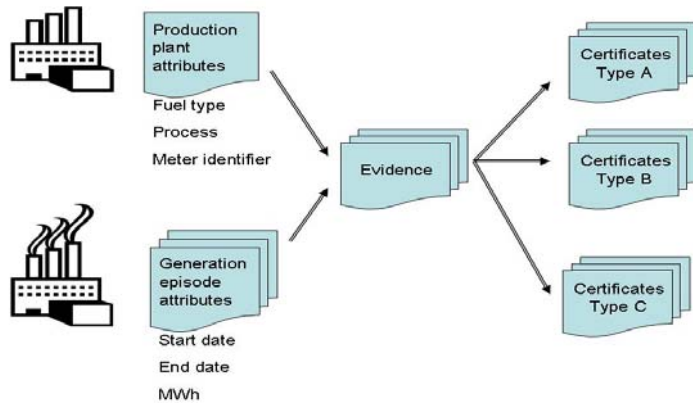 Production
plant
attributes
Fuel type
Process
Meter identifier
Generation
episode
attributes
Start date
End date
MWh
Evidence
Certificates
Type A
Certificates
Type B
Certificates
Type C